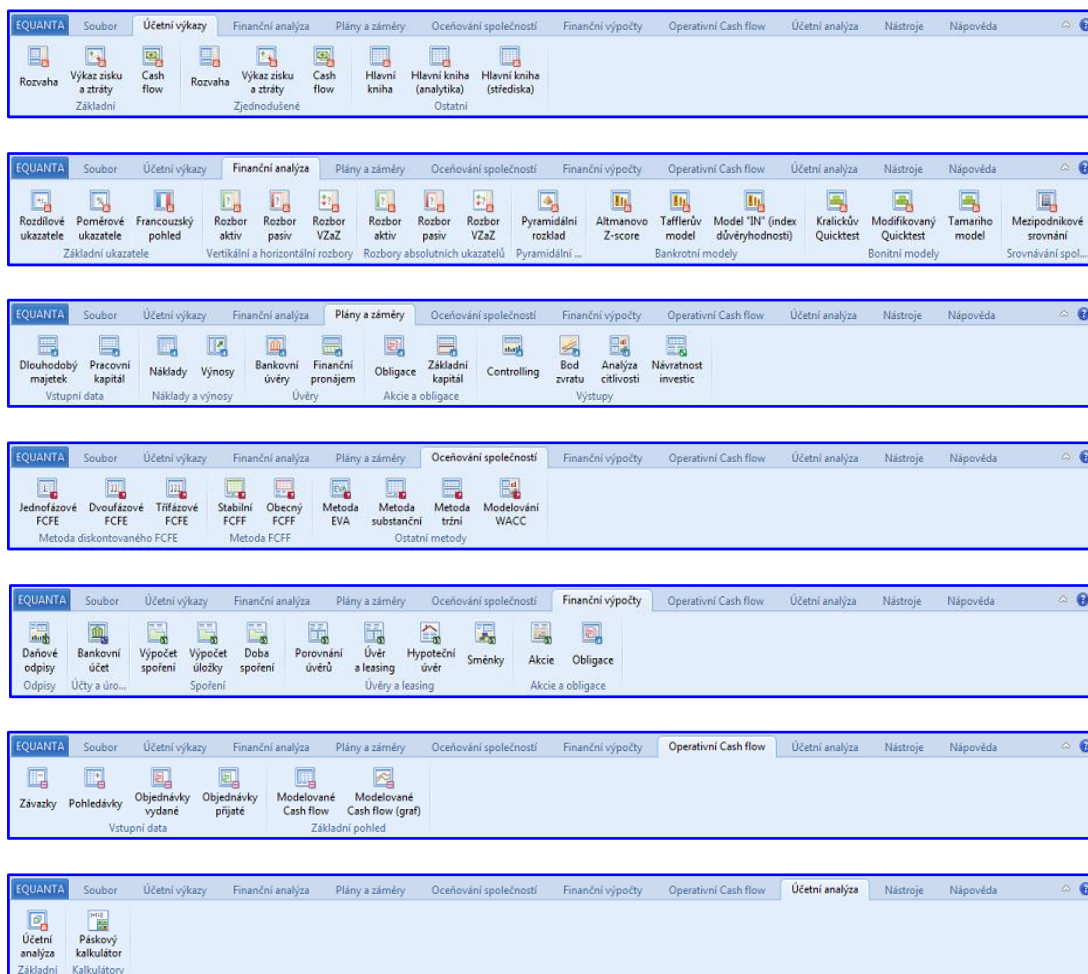 EQUANTA Soubor Účetní výkazy Finanční analýza Plány a záměry Oceňování společností Finanční výpočty Operativní Cash flow Účetní analýza Nástroje Nápověda
Rozvaha Výkaz zisku a ztráty Cash flow Rozvaha Výkaz zisku a ztráty Cash flow Hlavní kniha Hlavní kniha (analytika) Hlavní kniha (střediska)
Základní Zjednodušené Ostatní
EQUANTA Soubor Účetní výkazy Finanční analýza Plány a záměry Oceňování společností Finanční výpočty Operativní Cash flow Účetní analýza Nástroje Nápověda
Rozdílové ukazatele Poměrové ukazatele Francouzský pohled Rozbor aktiv Rozbor pasiv Rozbor VZaZ Rozbor aktiv Rozbor pasiv Rozbor VZaZ Pyramidální rozklad Altmanovo Z-score Tafflerův model Model "IN" (index důvěryhodnosti) Kralickův Quicktest Modifikovaný Quicktest Tamariho model Mezipodnikové srovnání
Základní ukazatele Vertikální a horizontální rozbory Rozbory absolutních ukazatelů Pyramidální ... Bankrotní modely Bonitní modely Srovnávání spol...
EQUANTA Soubor Účetní výkazy Finanční analýza Plány a záměry Oceňování společností Finanční výpočty Operativní Cash flow Účetní analýza Nástroje Nápověda
Dlouhodobý majetek Pracovní kapitál Náklady Výnosy Bankovní úvěry Finanční pronájem Obligace Základní kapitál Controlling Bod zvratu Analýza citlivosti Návratnost investic
Vstupní data Náklady a výnosy Úvěry Akcie a obligace Výstupy
EQUANTA Soubor Účetní výkazy Finanční analýza Plány a záměry Oceňování společností Finanční výpočty Operativní Cash flow Účetní analýza Nástroje Nápověda
Jednofázové FCFE Dvoufázové FCFE Třífázové FCFE Stabilní FCFF Obecný FCFF Metoda EVA Metoda substanční Metoda tržní Modelování WACC
Metoda diskontovaného FCFE Metoda FCFF Ostatní metody
EQUANTA Soubor Účetní výkazy Finanční analýza Plány a záměry Oceňování společností Finanční výpočty Operativní Cash flow Účetní analýza Nástroje Nápověda
Daňové odpisy Bankovní účet Výpočet spoření Výpočet úložky Doba spoření Porovnání úvěrů Úvěr a leasing Hypoteční úvěr Směnky Akcie Obligace
Odpisy Účty a úro... Spoření Úvěry a leasing Akcie a obligace
EQUANTA Soubor Účetní výkazy Finanční analýza Plány a záměry Oceňování společností Finanční výpočty Operativní Cash flow Účetní analýza Nástroje Nápověda
Závazky Pohledávky Objednávky vydané Objednávky přijaté Modelované Cash flow Modelované Cash flow (graf)
Vstupní data Základní pohled
EQUANTA Soubor Účetní výkazy Finanční analýza Plány a záměry Oceňování společností Finanční výpočty Operativní Cash flow Účetní analýza Nástroje Nápověda
Účetní analýza Páskový kalkulátor
Základní Kalkulátory